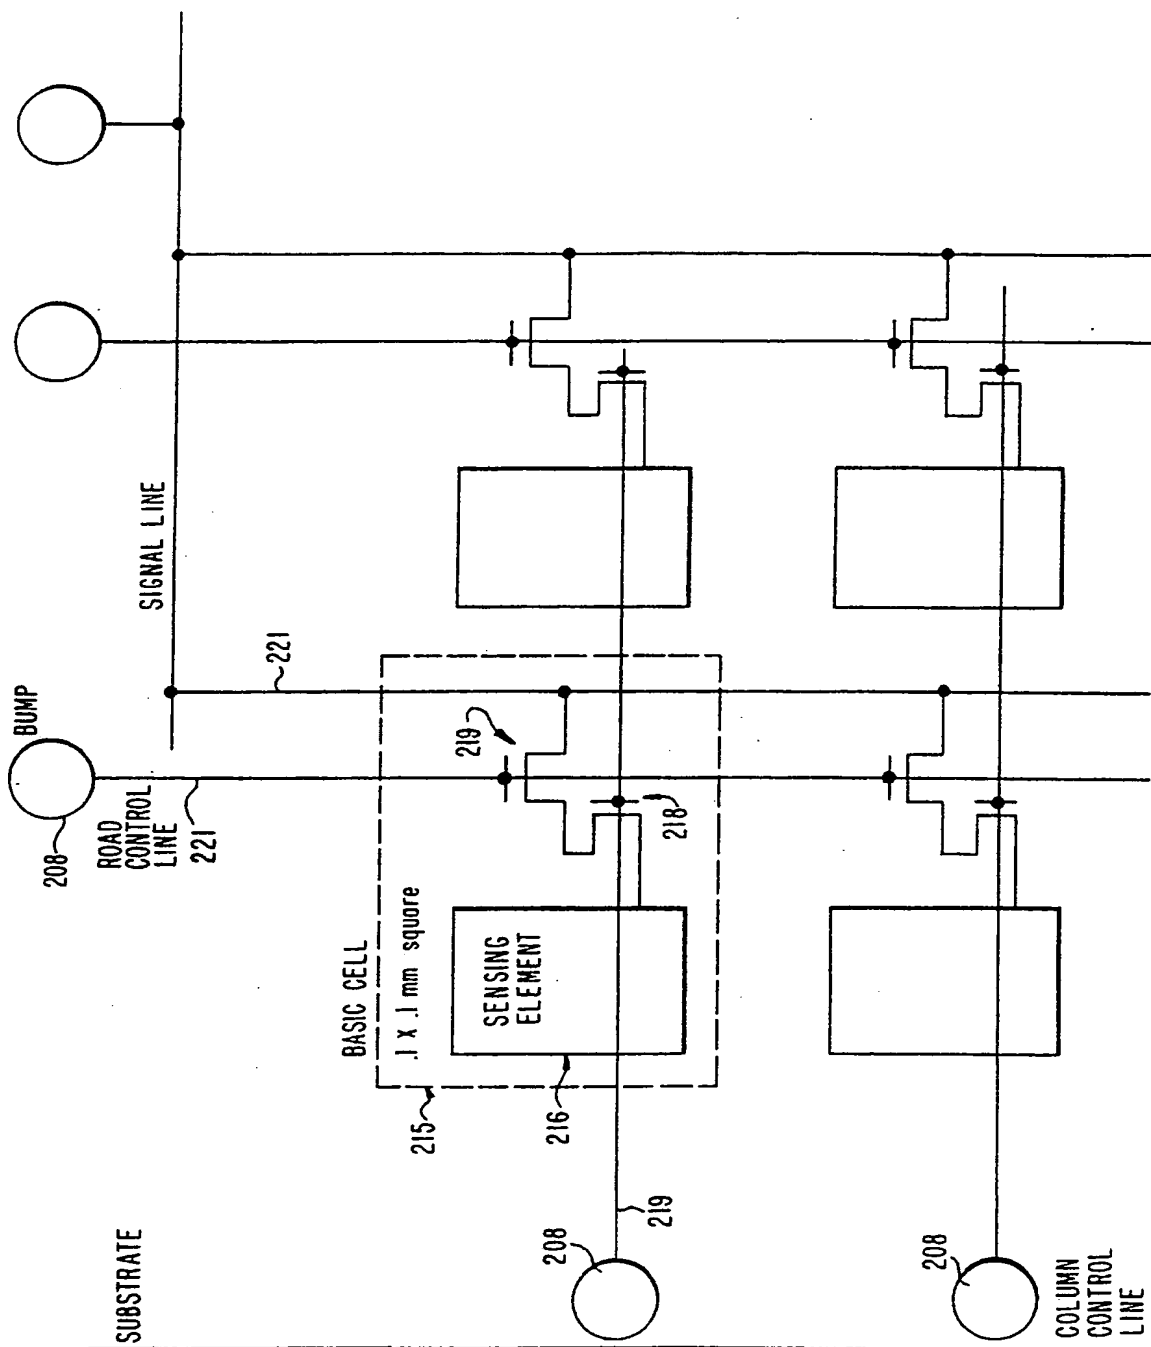 SUBSTRATE
208
COLUMN
CONTROL
LINE
208
219
215
216
BASIC CELL
.1 X .1 mm square
SENSING
ELEMENT
218
219
208
BUMP
ROAD
CONTROL
LINE
221
221
SIGNAL LINE